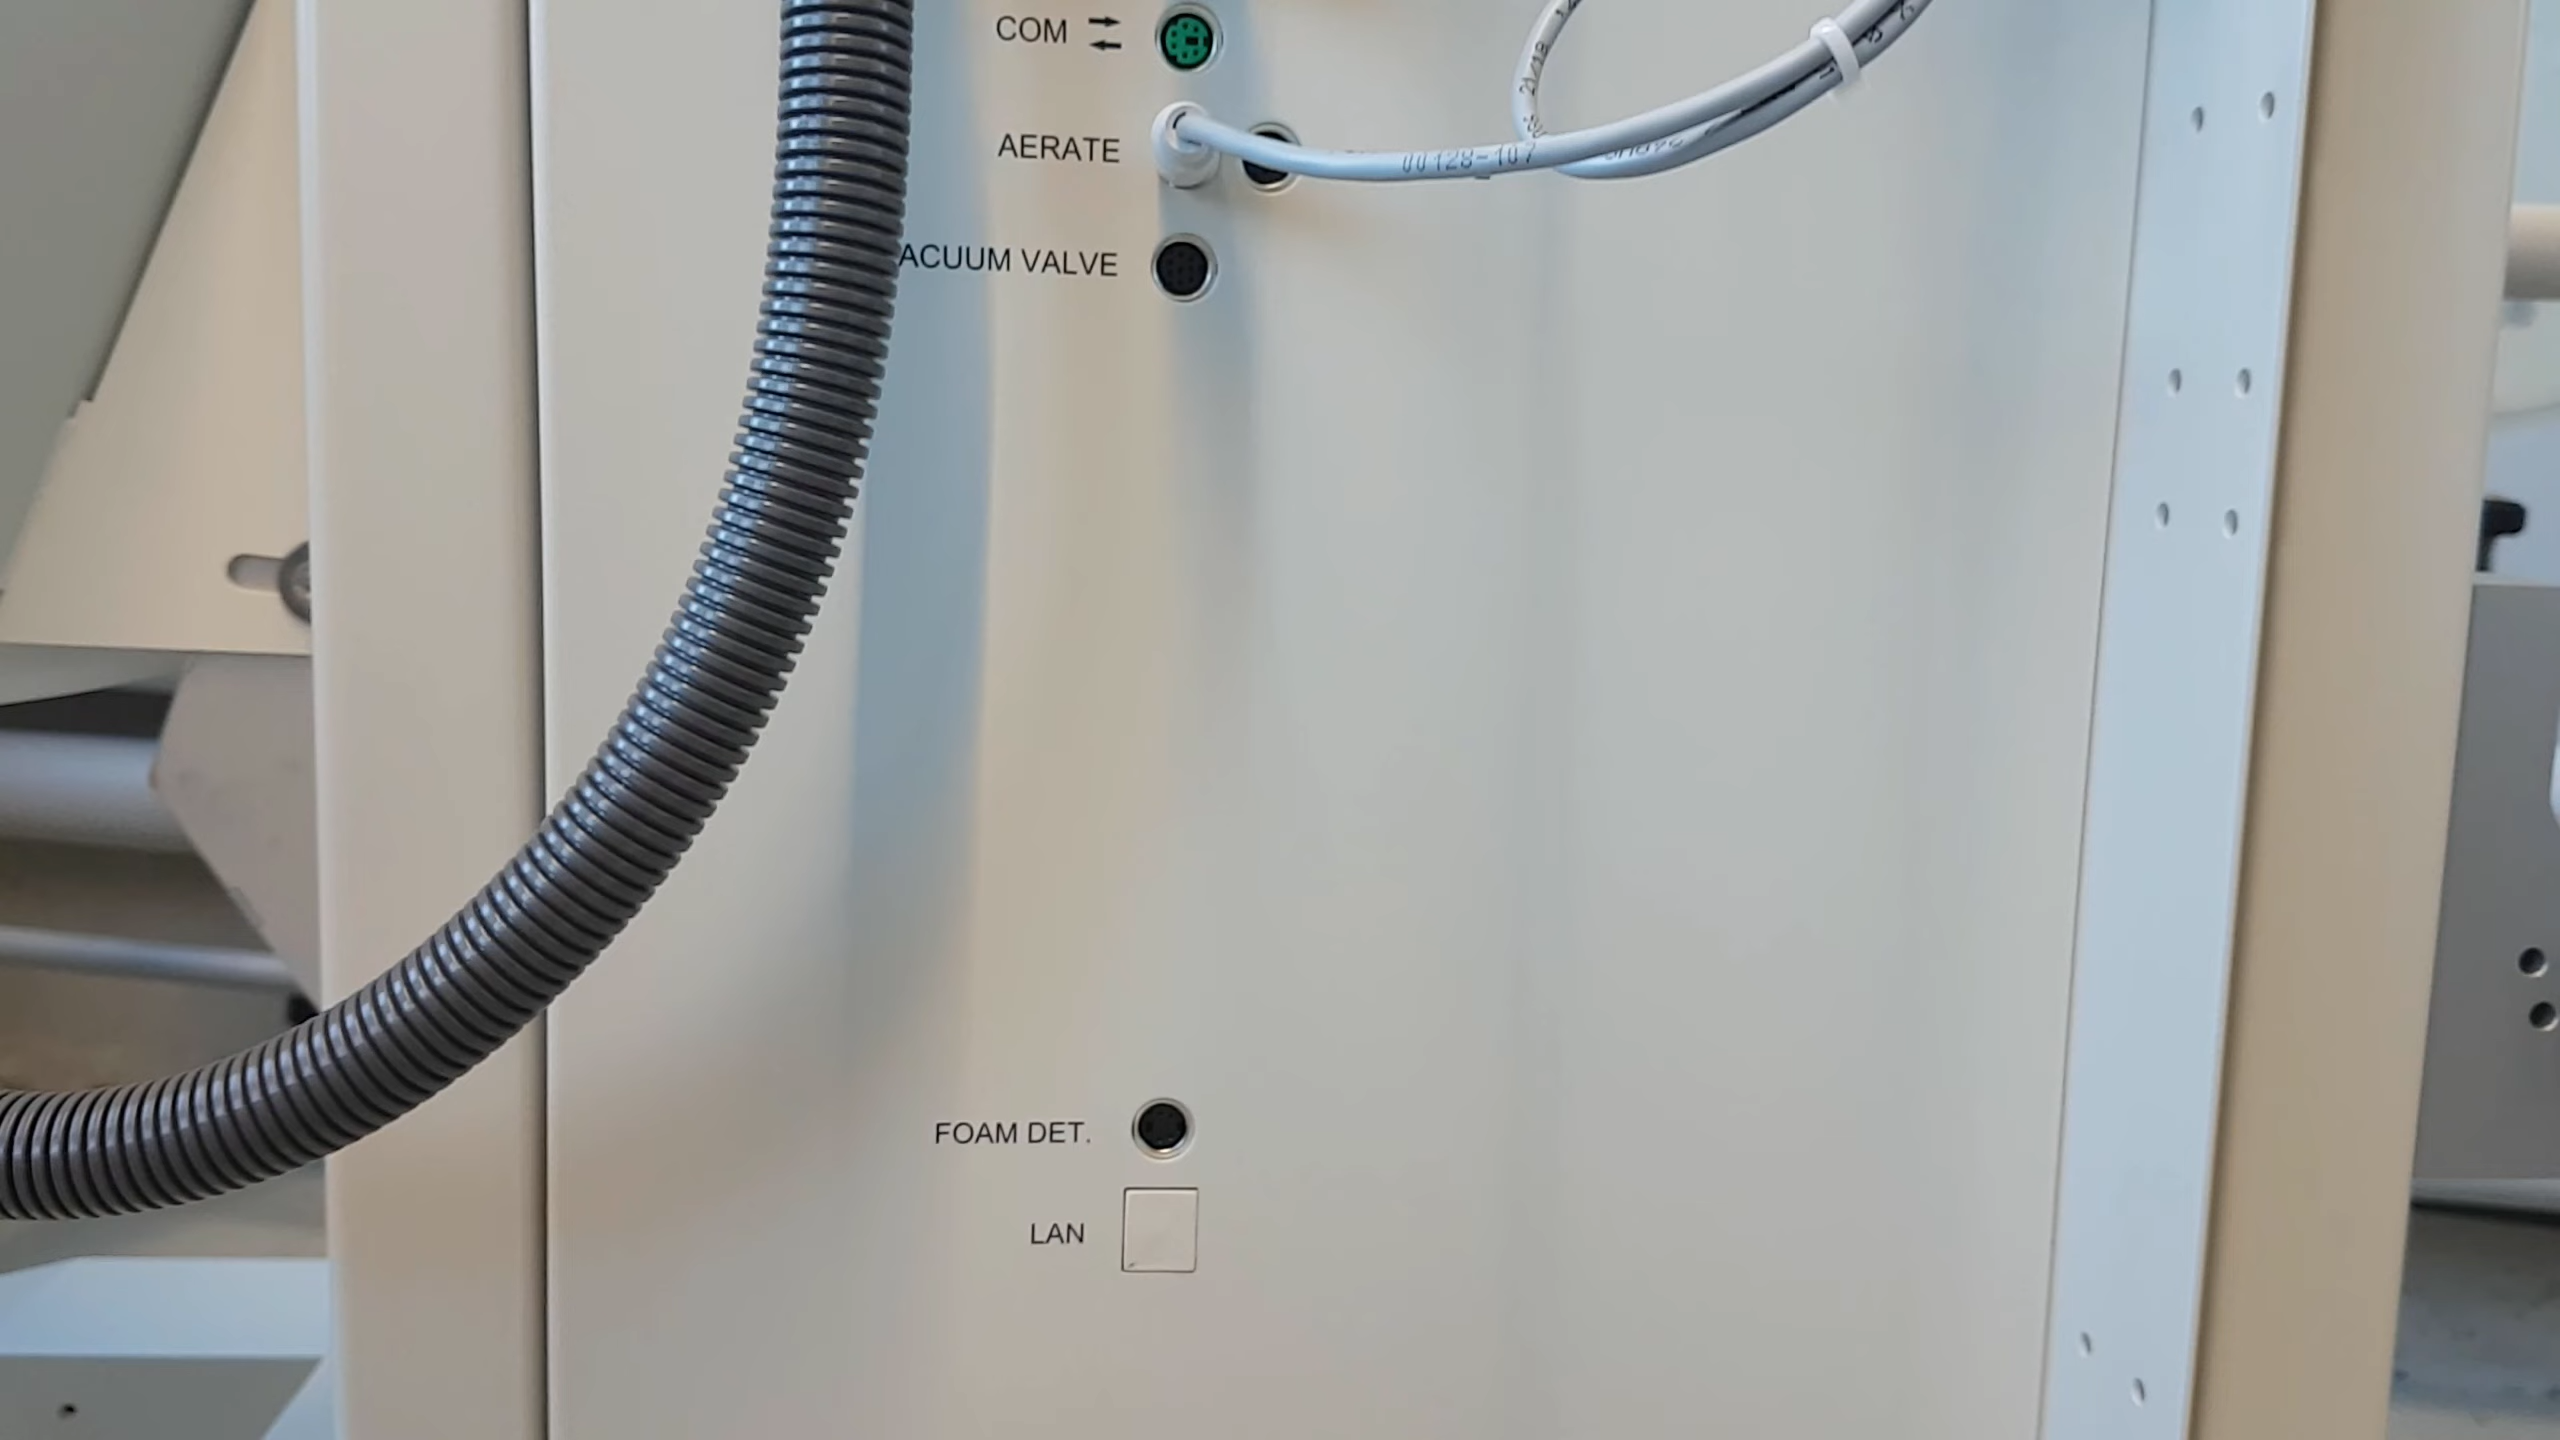 COM
AERATE
00128-107
ACUUM VALVE
FOAM DET.
LAN